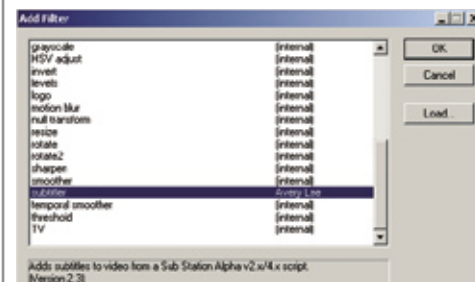 Add Filter
grayscale (internal)
HSV adjust (internal)
invert (internal)
levels (internal)
logo (internal)
motion blur (internal)
null transform (internal)
resize (internal)
rotate (internal)
rotate2 (internal)
sharpen (internal)
smoother (internal)
subtitler Avery Lee
temporal smoother (internal)
threshold (internal)
TV (internal)
OK
Cancel
Load...
Adds subtitles to video from a Sub Station Alpha v2.x/4.x script.
(Version 2.3)